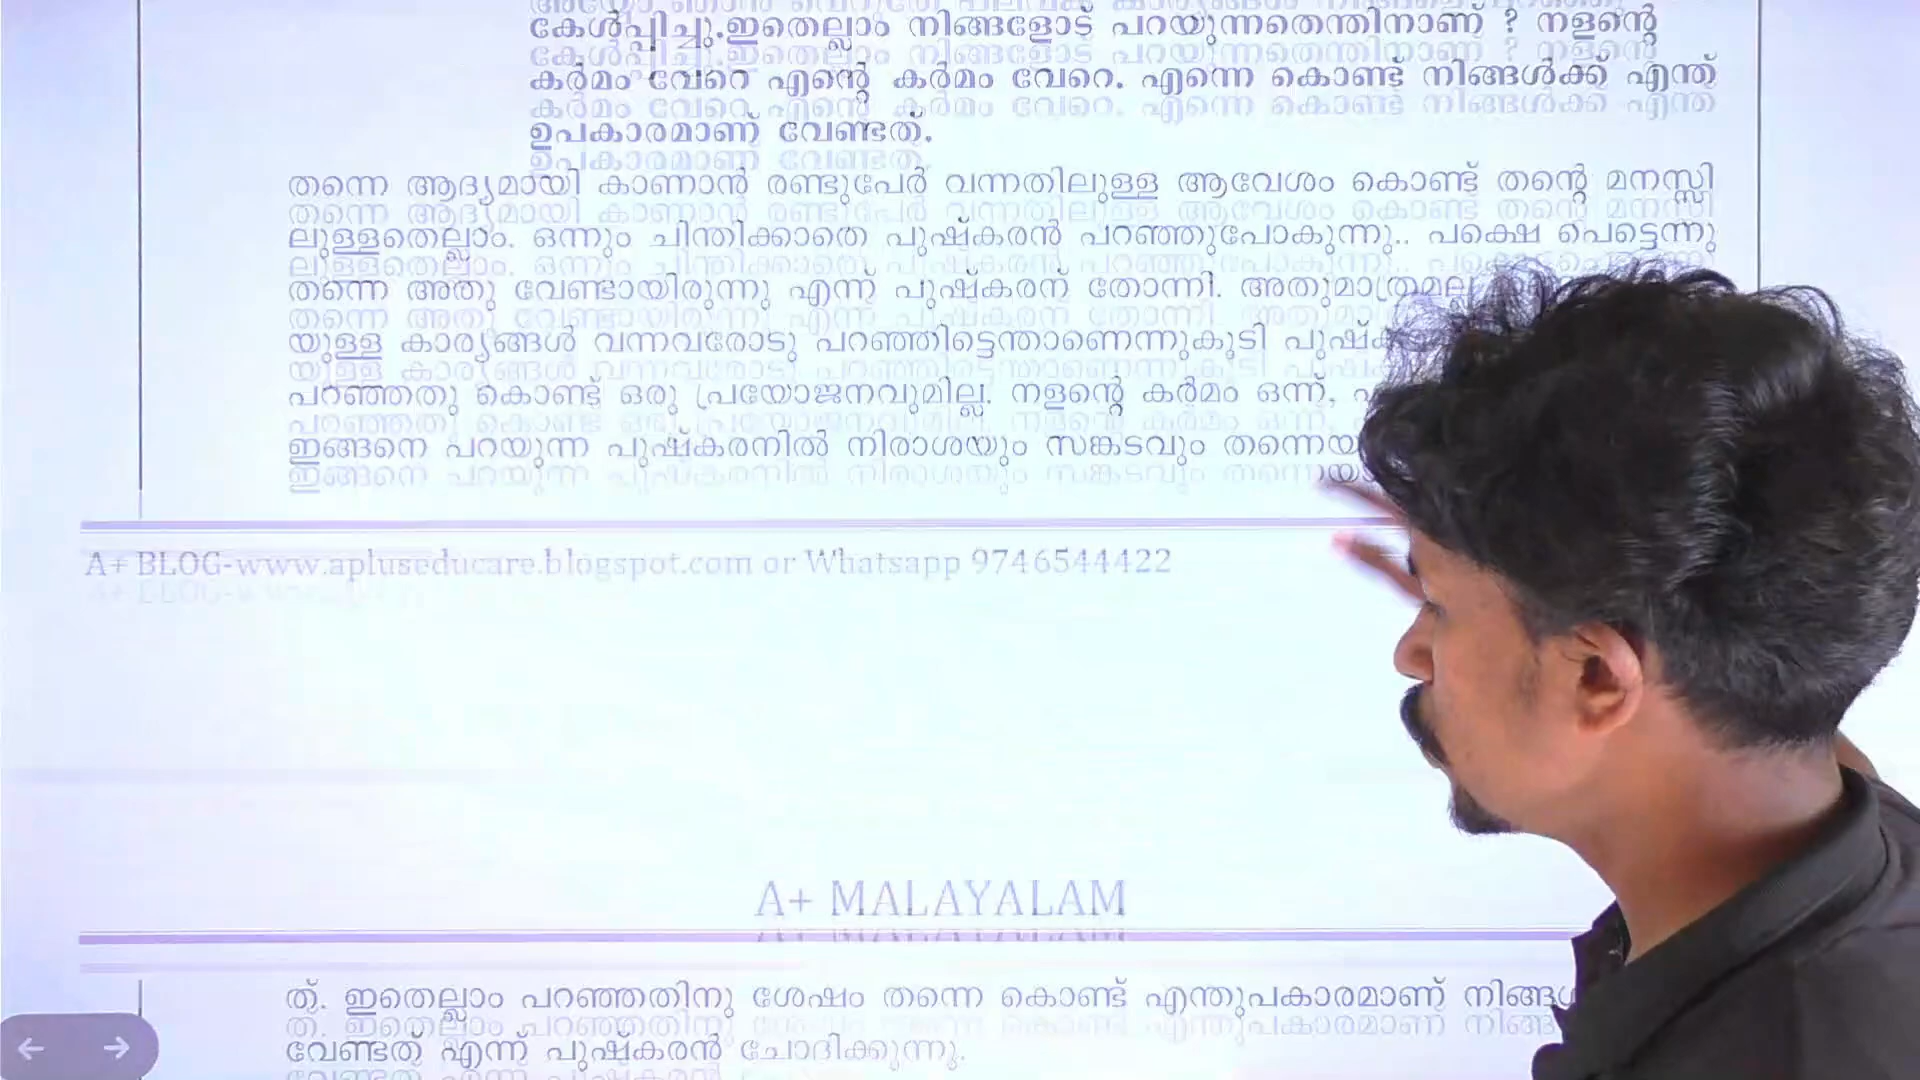 കേൾപ്പിച്ചു.ഇതെല്ലാം നിങ്ങളോട് പറയുന്നതെന്തിനാണ് ? നളന്റെ
കർമം വേറെ എന്റെ കർമം വേറെ. എന്നെ കൊണ്ട് നിങ്ങൾക്ക് എന്ത്
ഉപകാരമാണ് വേണ്ടത്.
തന്നെ ആദ്യമായി കാണാൻ രണ്ടുപേർ വന്നതിലുള്ള ആവേശം കൊണ്ട് തന്റെ മനസ്സി
ലുള്ളതെല്ലാം. ഒന്നും ചിന്തിക്കാതെ പുഷ്കരൻ പറഞ്ഞുപോകുന്നു.. പക്ഷെ പെട്ടെന്നു
തന്നെ അതു വേണ്ടായിരുന്നു എന്ന് പുഷ്കരന് തോന്നി. അതുമാത്രമല്ല
യുള്ള കാര്യങ്ങൾ വന്നവരോടു പറഞ്ഞിട്ടെന്താണെന്നുകൂടി
പറഞ്ഞതു കൊണ്ട് ഒരു പ്രയോജനവുമില്ല. നളന്റെ കർമം ഒന്ന്,
ഇങ്ങനെ പറയുന്ന പുഷ്കരനിൽ നിരാശയും സങ്കടവും
A+ BLOG-www.apluseducare.blogspot.com or Whatsapp 9746544422
A+ MALAYALAM
ത്. ഇതെല്ലാം പറഞ്ഞതിനു ശേഷം തന്നെ കൊണ്ട് എന്തുപകാരമാണ്
വേണ്ടത് എന്ന് പുഷ്കരൻ ചോദിക്കുന്നു.